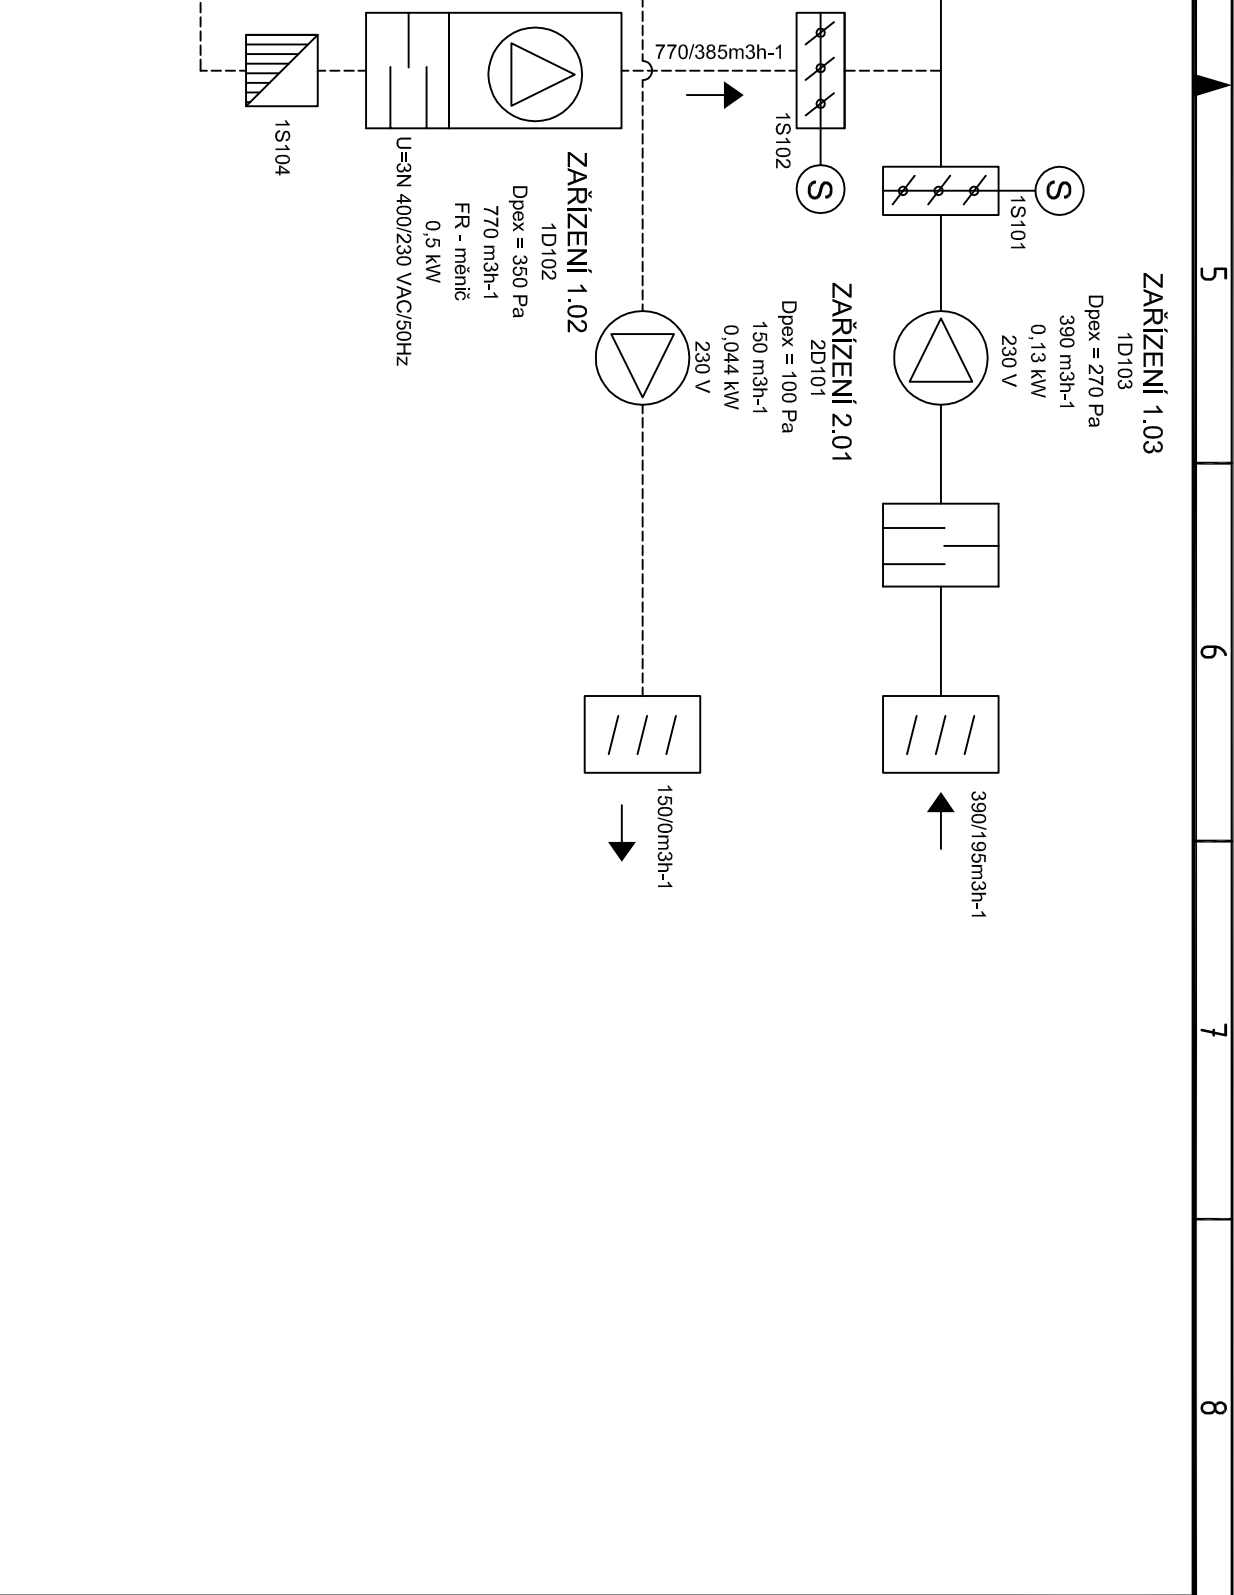 5
6
7
8
ZAŘÍZENÍ 1.03
1D103
Dpex = 270 Pa
390 m3h-1
0,13 kW
230 V
S
1S101
390/195m3h-1
ZAŘÍZENÍ 2.01
2D101
Dpex = 100 Pa
150 m3h-1
0,044 kW
230 V
S
1S102
770/385m3h-1
150/0m3h-1
ZAŘÍZENÍ 1.02
1D102
Dpex = 350 Pa
770 m3h-1
FR - měnič
0,5 kW
U=3N 400/230 VAC/50Hz
1S104